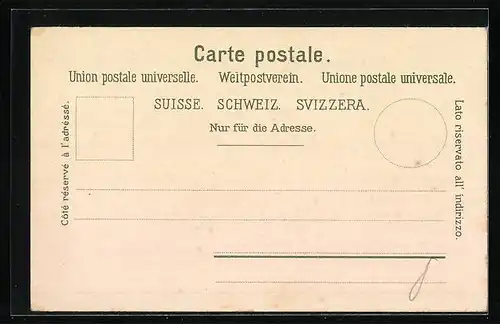 Carte postale.
Union postale universelle. Weltpostverein. Unione postale universale.
SUISSE. SCHWEIZ. SVIZZERA.
Nur für die Adresse.
Côté réservé à l'adresse.
Lato riservato all' indirizzo.